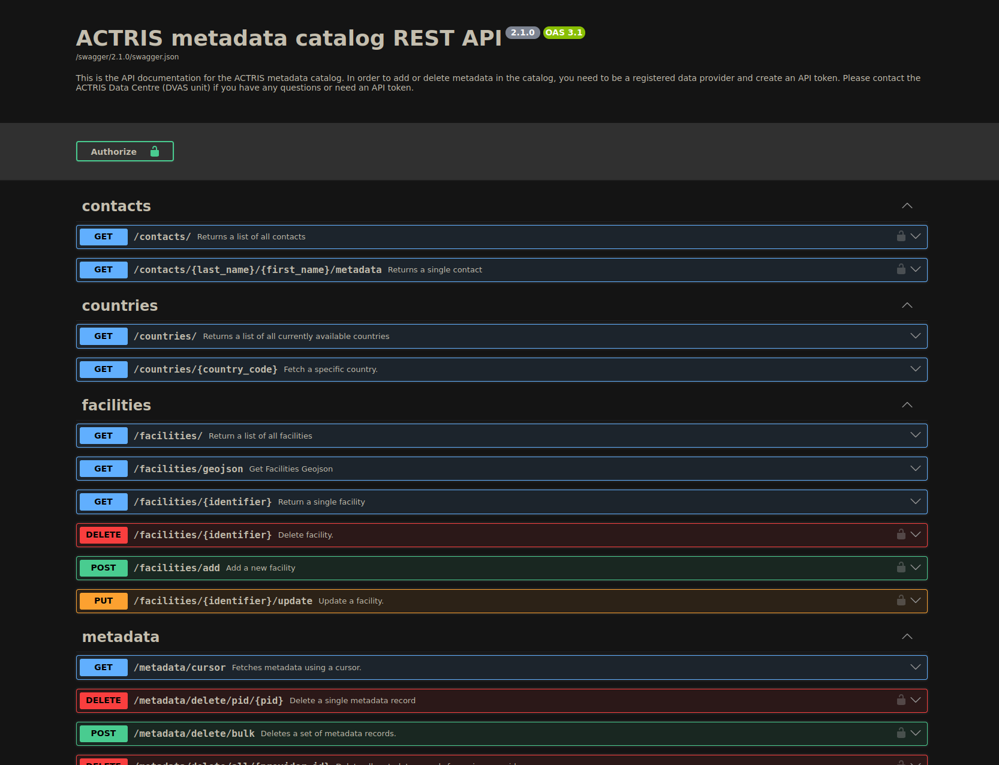 ACTRIS metadata catalog REST API 2.1.0 OAS 3.1
/swagger/2.1.0/swagger.json
This is the API documentation for the ACTRIS metadata catalog. In order to add or delete metadata in the catalog, you need to be a registered data provider and create an API token. Please contact the
ACTRIS Data Centre (DVAS unit) if you have any questions or need an API token.
Authorize
contacts
GET /contacts/ Returns a list of all contacts
GET /contacts/{last_name}/{first_name}/metadata Returns a single contact
countries
GET /countries/ Returns a list of all currently available countries
GET /countries/{country_code} Fetch a specific country.
facilities
GET /facilities/ Return a list of all facilities
GET /facilities/geojson Get Facilities Geojson
GET /facilities/{identifier} Return a single facility
DELETE /facilities/{identifier} Delete facility.
POST /facilities/add Add a new facility
PUT /facilities/{identifier}/update Update a facility.
metadata
GET /metadata/cursor Fetches metadata using a cursor.
DELETE /metadata/delete/pid/{pid} Delete a single metadata record
POST /metadata/delete/bulk Deletes a set of metadata records.
DELETE /metadata/delete/all/{provider_id}